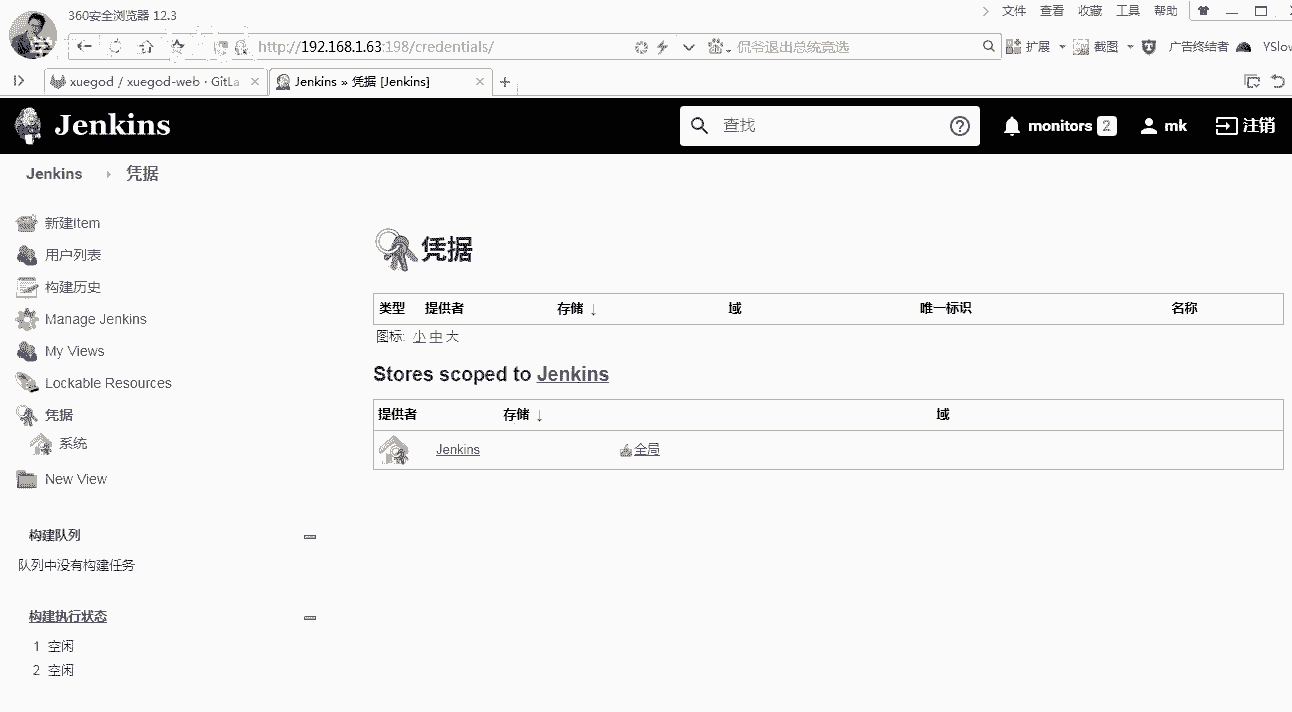 360安全浏览器 12.3
文件 查看 收藏 工具 帮助
http://192.168.1.63:198/credentials/
侃爷退出总统竞选
扩展 截图 广告终结者 YSlow
xuegod / xuegod-web · GitLa
Jenkins » 凭据 [Jenkins]
Jenkins
查找
monitors 2
mk
注销
Jenkins 凭据
新建Item
用户列表
构建历史
Manage Jenkins
My Views
Lockable Resources
凭据
系统
New View
构建队列
队列中没有构建任务
构建执行状态
1 空闲
2 空闲
凭据
类型 提供者 存储 ↓ 域 唯一标识 名称
图标: 小 中 大
Stores scoped to Jenkins
提供者 存储 ↓ 域
Jenkins 全局